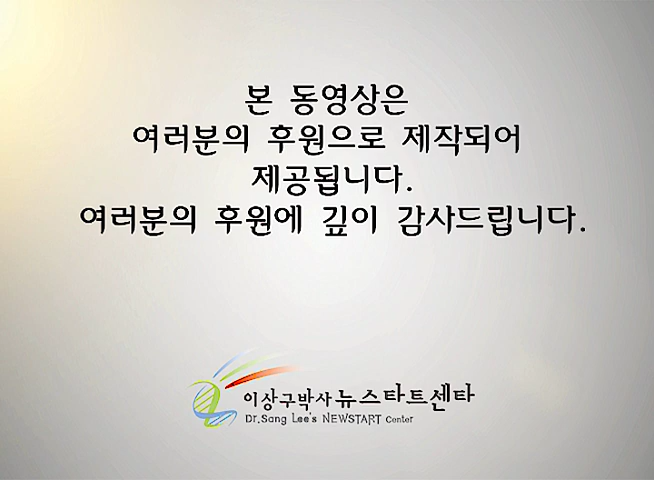 본 동영상은
여러분의 후원으로 제작되어
제공됩니다.
여러분의 후원에 깊이 감사드립니다.
이상구박사 뉴스타트센타
Dr.Sang Lee's NEWSTART Center